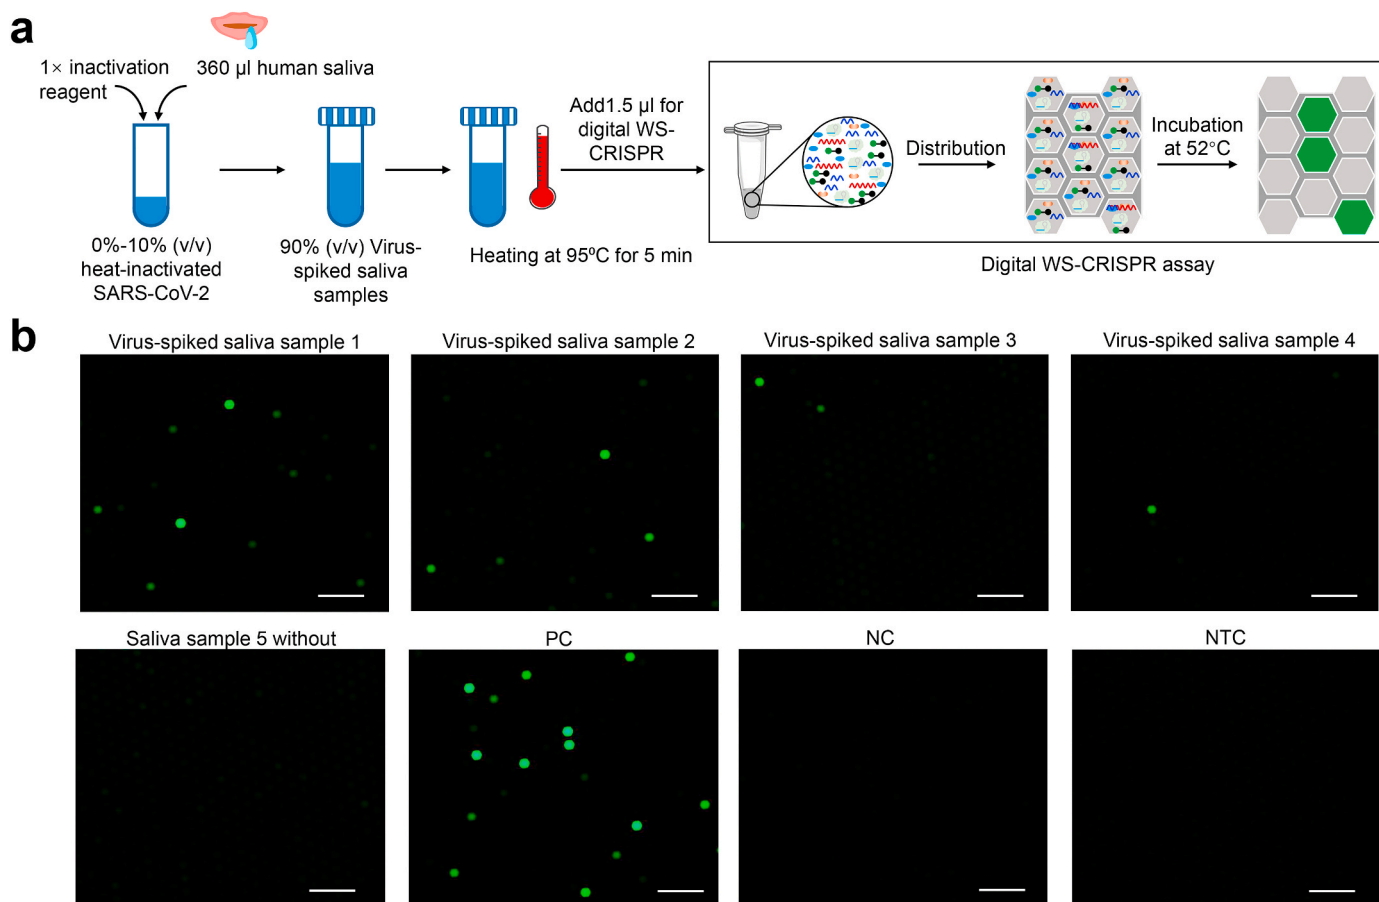 a
1× inactivation
reagent
360 µl human saliva
0%-10% (v/v)
heat-inactivated
SARS-CoV-2
90% (v/v) Virus-
spiked saliva
samples
Heating at 95ºC for 5 min
Add1.5 µl for
digital WS-
CRISPR
Distribution
Incubation
at 52°C
Digital WS-CRISPR assay
b
Virus-spiked saliva sample 1
Virus-spiked saliva sample 2
Virus-spiked saliva sample 3
Virus-spiked saliva sample 4
Saliva sample 5 without
PC
NC
NTC